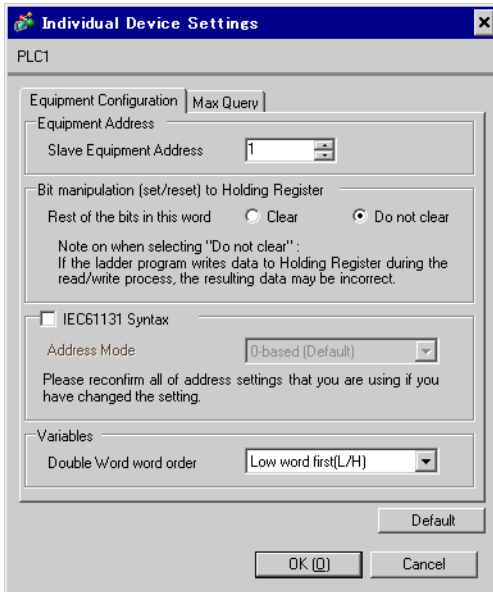 Individual Device Settings
PLC1
Equipment Configuration Max Query
Equipment Address
Slave Equipment Address 1
Bit manipulation (set/reset) to Holding Register
Rest of the bits in this word Clear Do not clear
Note on when selecting "Do not clear" :
If the ladder program writes data to Holding Register during the
read/write process, the resulting data may be incorrect.
IEC61131 Syntax
Address Mode 0-based (Default)
Please reconfirm all of address settings that you are using if you
have changed the setting.
Variables
Double Word word order Low word first(L/H)
Default
OK (O) Cancel